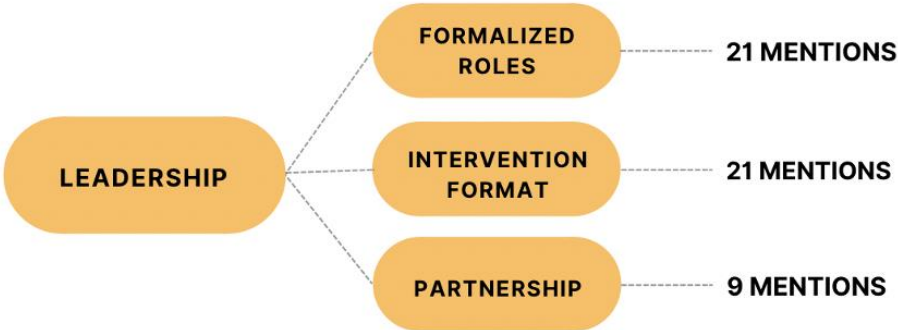 LEADERSHIP
FORMALIZED
ROLES
21 MENTIONS
INTERVENTION
FORMAT
21 MENTIONS
PARTNERSHIP
9 MENTIONS